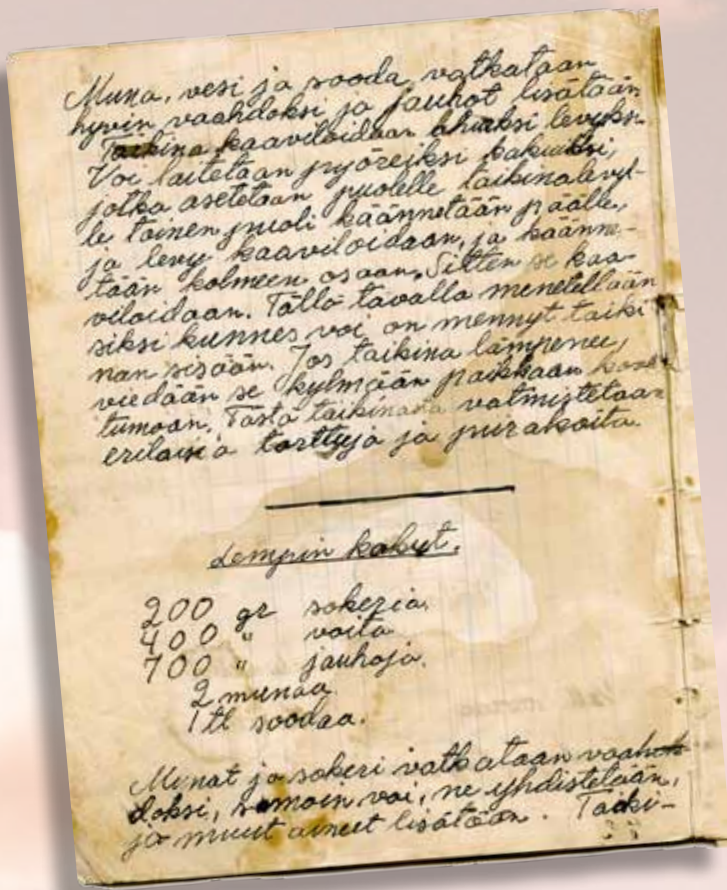 Muna, vesi ja sooda vatkataan
hyvin vaahdoksi ja jauhot lisätään
Taikina kaaviloidaan ohueksi levyksi.
Voi laitetaan pyöreiksi kakuiksi,
jotka asetetaan puolelle taikinalevyl-
le, toinen puoli käännetään päälle,
ja levy kaaviloidaan, ja käänne-
tään kolmeen osaan. Sitten se kaa-
viloidaan. Tällä tavalla menetellään
siksi kunnes voi on mennyt taiki
nan sisään. Jos taikina lämpenee,
viedään se kylmään paikkaan
tumaan. Tästä taikinasta valmistetaan
erilaisia torttuja ja piirakoita.
Lempin kakut.
200 gr sokeria.
400 " voita
700 " jauhoja.
2 munaa.
1 tl soodaa.
Munat ja sokeri vatkataan vaah
doksi, samoin voi, ne yhdistetään,
ja muut aineet lisätään. Taiki-